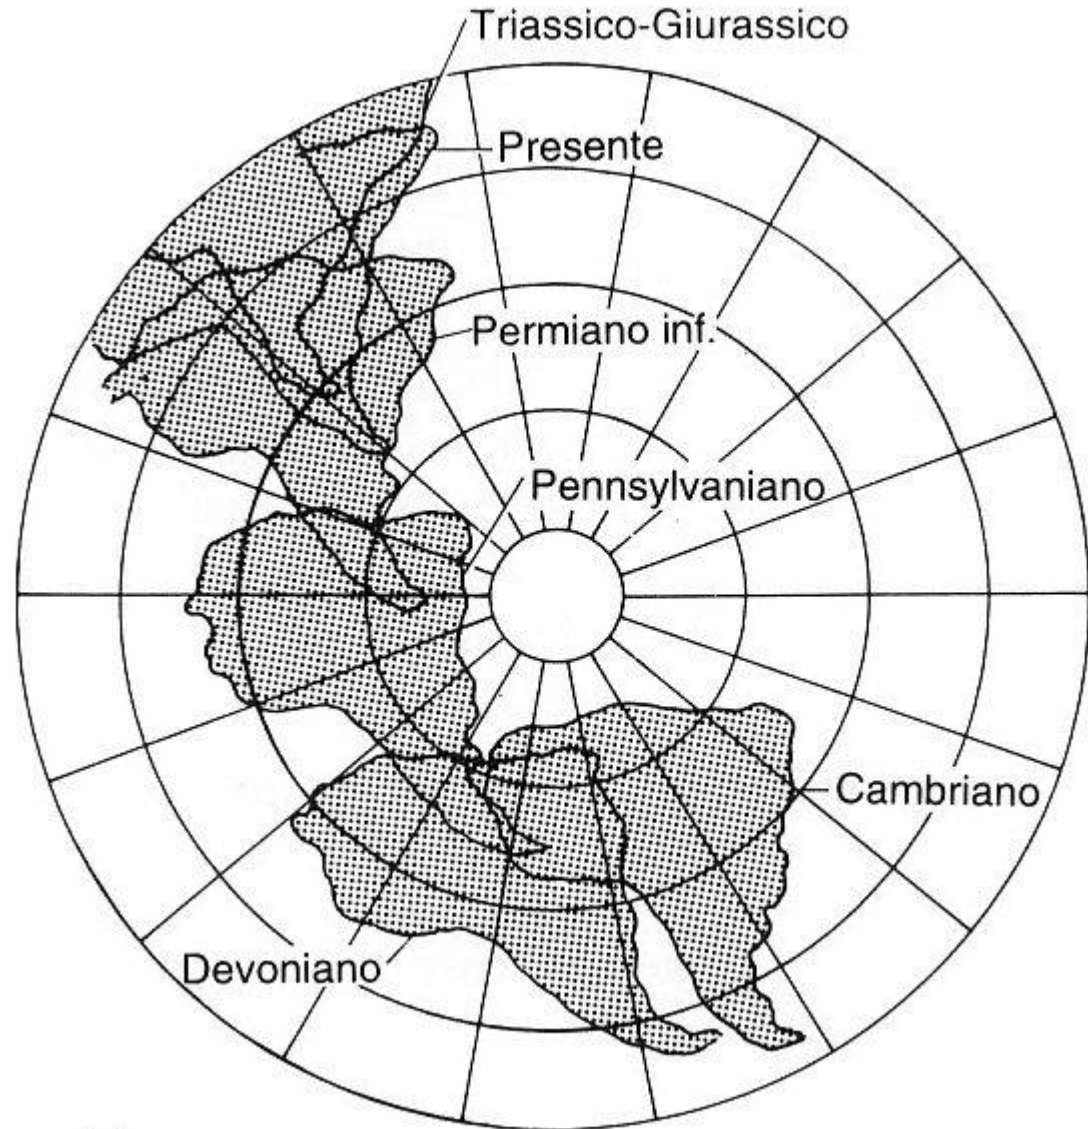 Triassico-Giurassico
Presente
Permiano inf.
Pennsylvaniano
Cambriano
Devoniano